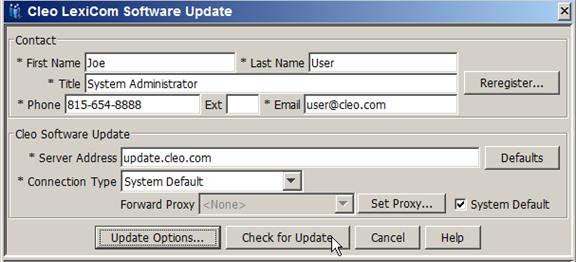 Cleo LexiCom Software Update
Contact
* First Name Joe * Last Name User
* Title System Administrator
Reregister...
* Phone 815-654-8888 Ext * Email user@cleo.com
Cleo Software Update
* Server Address update.cleo.com Defaults
* Connection Type System Default
Forward Proxy <None> Set Proxy... System Default
Update Options... Check for Update Cancel Help